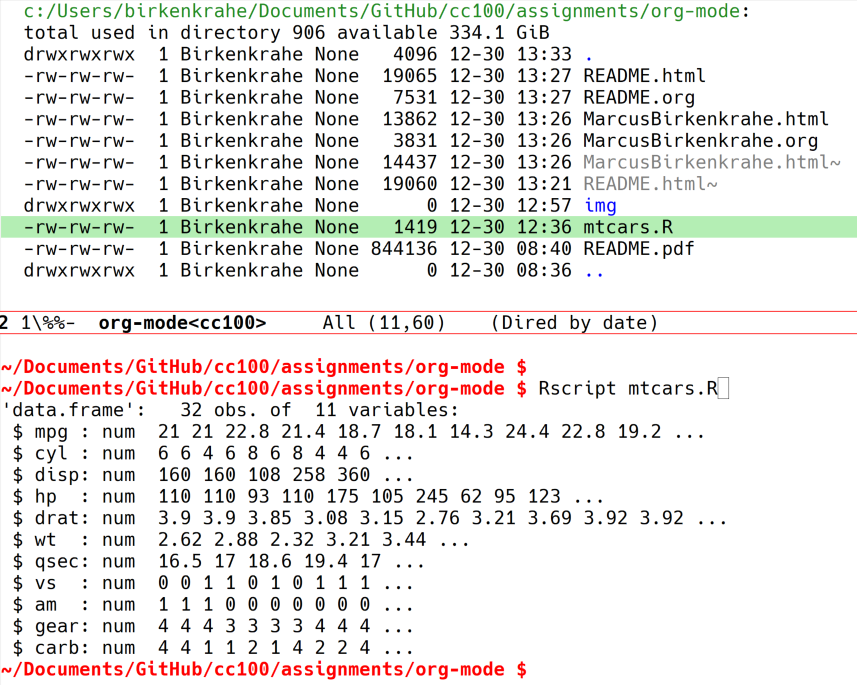 c:/Users/birkenkrahe/Documents/GitHub/cc100/assignments/org-mode:
total used in directory 906 available 334.1 GiB
drwxrwxrwx  1 Birkenkrahe None   4096 12-30 13:33 .
-rw-rw-rw-  1 Birkenkrahe None  19065 12-30 13:27 README.html
-rw-rw-rw-  1 Birkenkrahe None   7531 12-30 13:27 README.org
-rw-rw-rw-  1 Birkenkrahe None  13862 12-30 13:26 MarcusBirkenkrahe.html
-rw-rw-rw-  1 Birkenkrahe None   3831 12-30 13:26 MarcusBirkenkrahe.org
-rw-rw-rw-  1 Birkenkrahe None  14437 12-30 13:26 MarcusBirkenkrahe.html~
-rw-rw-rw-  1 Birkenkrahe None  19060 12-30 13:21 README.html~
drwxrwxrwx  1 Birkenkrahe None      0 12-30 12:57 img
-rw-rw-rw-  1 Birkenkrahe None   1419 12-30 12:36 mtcars.R
-rw-rw-rw-  1 Birkenkrahe None 844136 12-30 08:40 README.pdf
drwxrwxrwx  1 Birkenkrahe None      0 12-30 08:36 ..
2 1\%%-  org-mode<cc100>     All (11,60)    (Dired by date)
~/Documents/GitHub/cc100/assignments/org-mode $
~/Documents/GitHub/cc100/assignments/org-mode $ Rscript mtcars.R
'data.frame':   32 obs. of  11 variables:
 $ mpg : num  21 21 22.8 21.4 18.7 18.1 14.3 24.4 22.8 19.2 ...
 $ cyl : num  6 6 4 6 8 6 8 4 4 6 ...
 $ disp: num  160 160 108 258 360 ...
 $ hp  : num  110 110 93 110 175 105 245 62 95 123 ...
 $ drat: num  3.9 3.9 3.85 3.08 3.15 2.76 3.21 3.69 3.92 3.92 ...
 $ wt  : num  2.62 2.88 2.32 3.21 3.44 ...
 $ qsec: num  16.5 17 18.6 19.4 17 ...
 $ vs  : num  0 0 1 1 0 1 0 1 1 1 ...
 $ am  : num  1 1 1 0 0 0 0 0 0 0 ...
 $ gear: num  4 4 4 3 3 3 3 4 4 4 ...
 $ carb: num  4 4 1 1 2 1 4 2 2 4 ...
~/Documents/GitHub/cc100/assignments/org-mode $